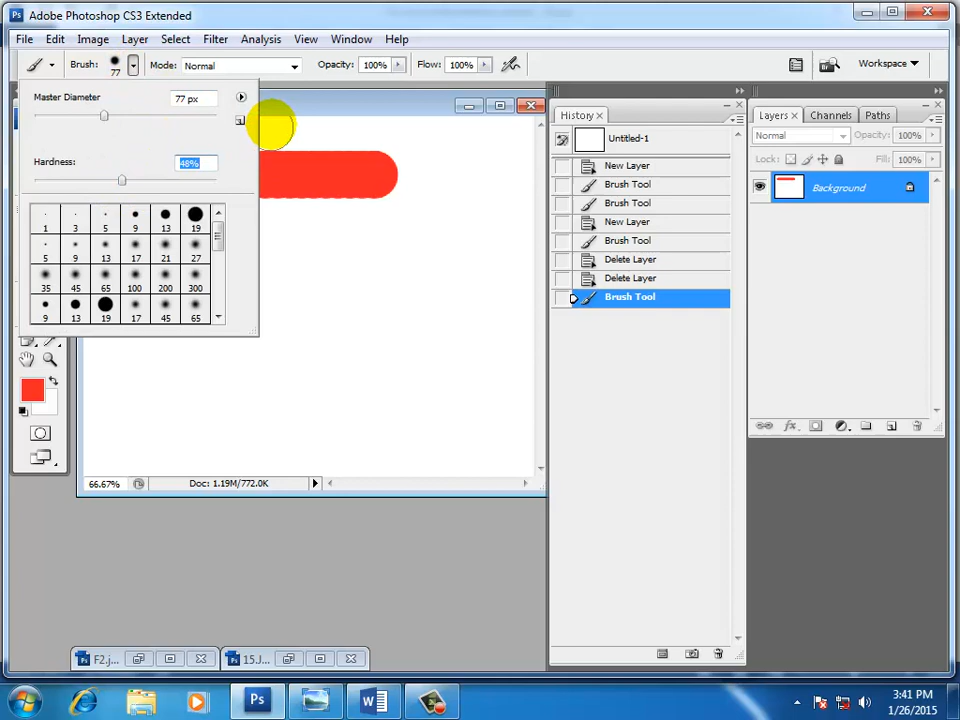 Ps Adobe Photoshop CS3 Extended
File Edit Image Layer Select Filter Analysis View Window Help
Brush: 77 Mode: Normal Opacity: 100% Flow: 100% Workspace
Master Diameter 77 px
Hardness: 48%
1 3 5 9 13 19
5 9 13 17 21 27
35 45 65 100 200 300
9 13 19 17 45 65
66.67% Doc: 1.19M/772.0K
History
Untitled-1
New Layer
Brush Tool
Brush Tool
New Layer
Brush Tool
Delete Layer
Delete Layer
Brush Tool
Layers Channels Paths
Normal Opacity: 100%
Lock: Fill: 100%
Background
Ps F2.j... Ps 15.J...
Ps W
3:41 PM
1/26/2015